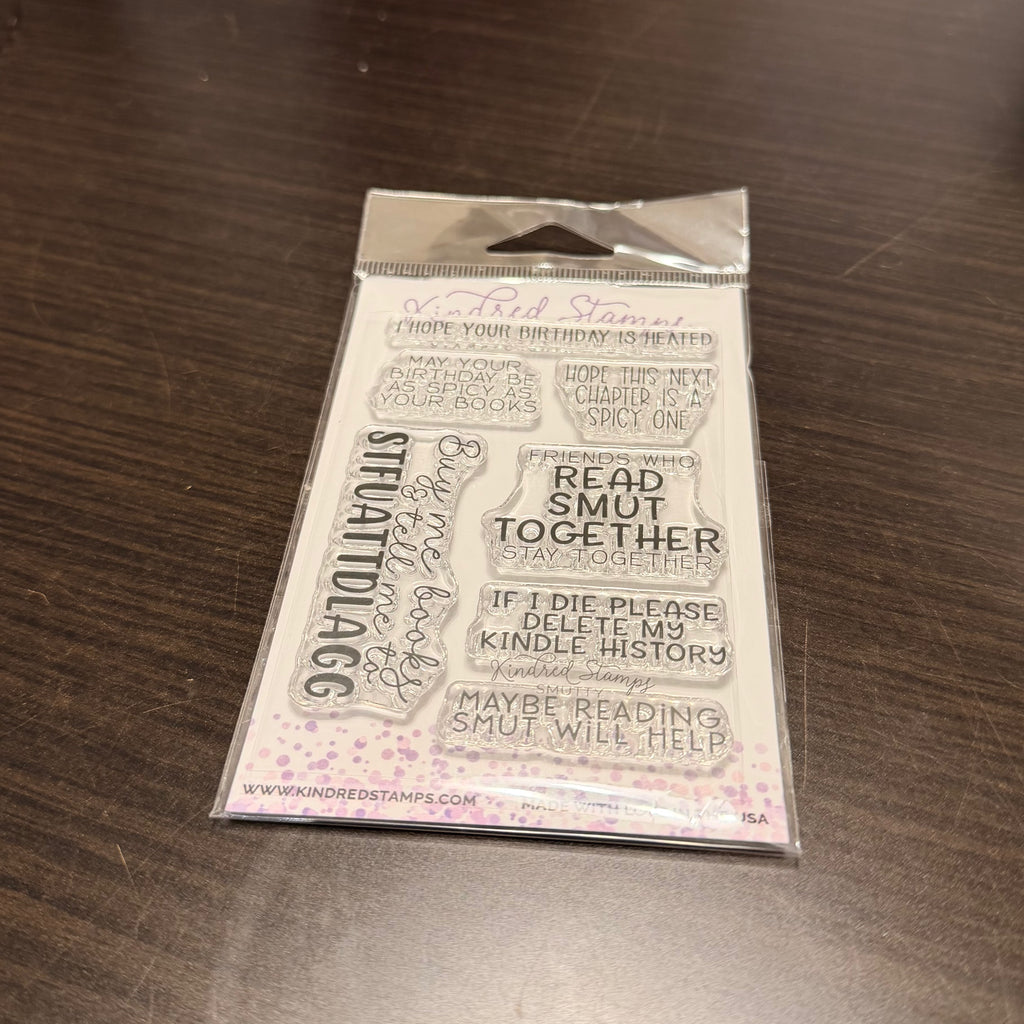 Kindred Stamps
I HOPE YOUR BIRTHDAY IS HEATED
MAY YOUR
BIRTHDAY BE
AS SPICY AS
YOUR BOOKS
HOPE THIS NEXT
CHAPTER IS A
SPICY ONE
Buy me books
& tell me to
STFUATTDLAGG
FRIENDS WHO
READ
SMUT
TOGETHER
STAY TOGETHER
IF I DIE PLEASE
DELETE MY
KINDLE HISTORY
Kindred Stamps
SMUTTY
MAYBE READING
SMUT WILL HELP
WWW.KINDREDSTAMPS.COM
MADE WITH USA